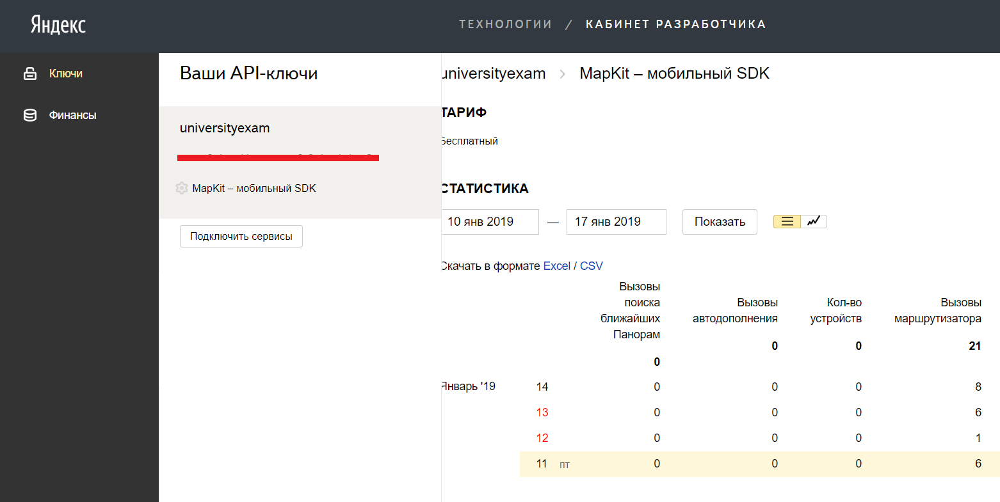 Яндекс
ТЕХНОЛОГИИ / КАБИНЕТ РАЗРАБОТЧИКА
Ключи
Финансы
Ваши API-ключи
universityexam
MapKit – мобильный SDK
Подключить сервисы
universityexam > MapKit – мобильный SDK
ТАРИФ
Бесплатный
СТАТИСТИКА
10 янв 2019 — 17 янв 2019 Показать
Скачать в формате Excel / CSV
Вызовы
поиска
ближайших
Панорам
0
Вызовы
автодополнения
0
Кол-во
устройств
0
Вызовы
маршрутизатора
21
Январь '19 14 0 0 0 8
13 0 0 0 6
12 0 0 0 1
11 пт 0 0 0 6